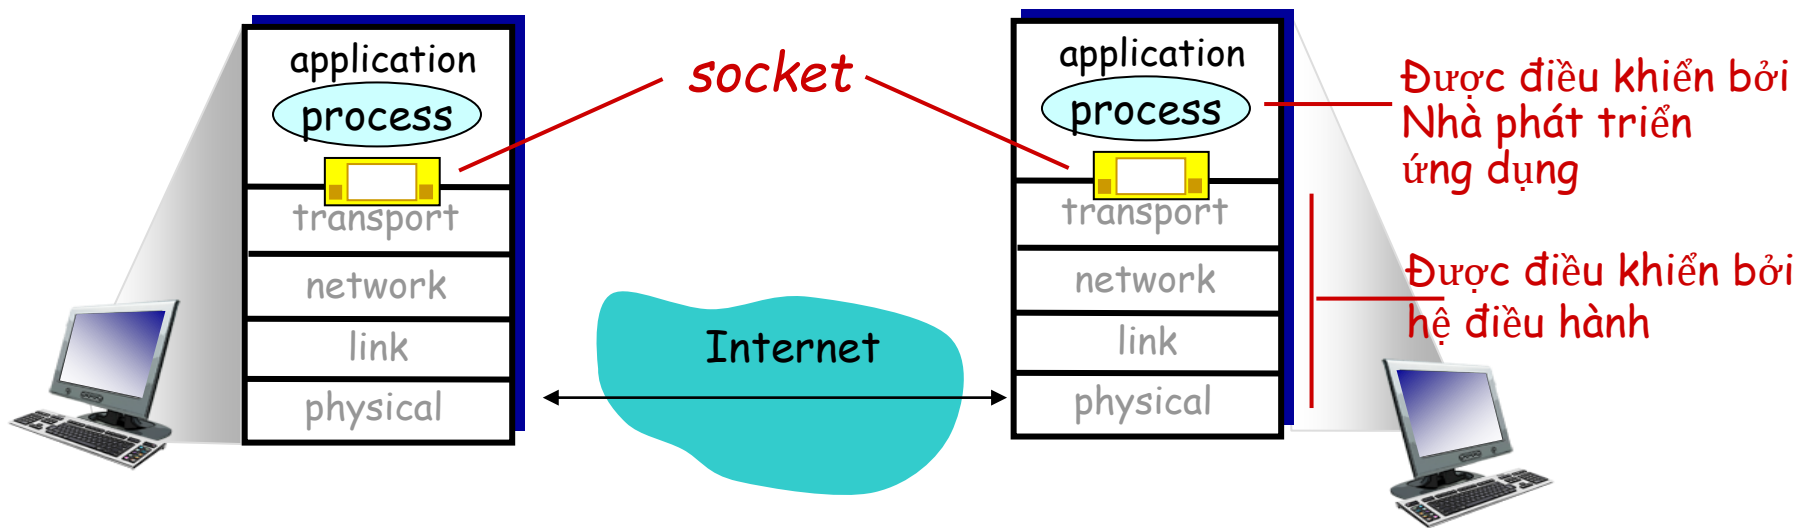 application
process
transport
network
link
physical
socket
Internet
application
process
transport
network
link
physical
Được điều khiển bởi
Nhà phát triển
ứng dụng
Được điều khiển bởi
hệ điều hành